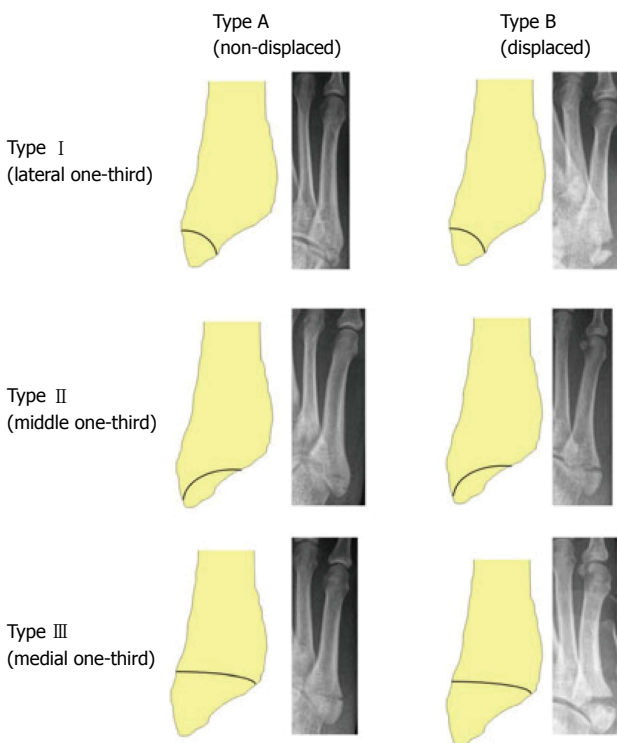 Type A
(non-displaced)
Type B
(displaced)
Type Ⅰ
(lateral one-third)
Type Ⅱ
(middle one-third)
Type Ⅲ
(medial one-third)